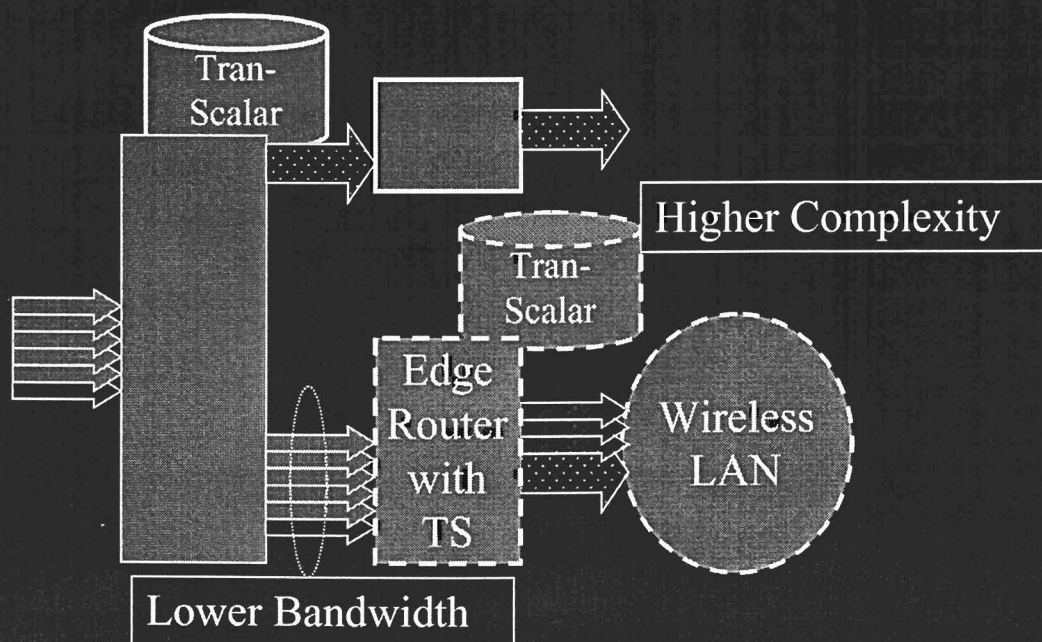 Tran-
Scalar
Higher Complexity
Tran-
Scalar
Edge
Router
with
TS
Wireless
LAN
Lower Bandwidth